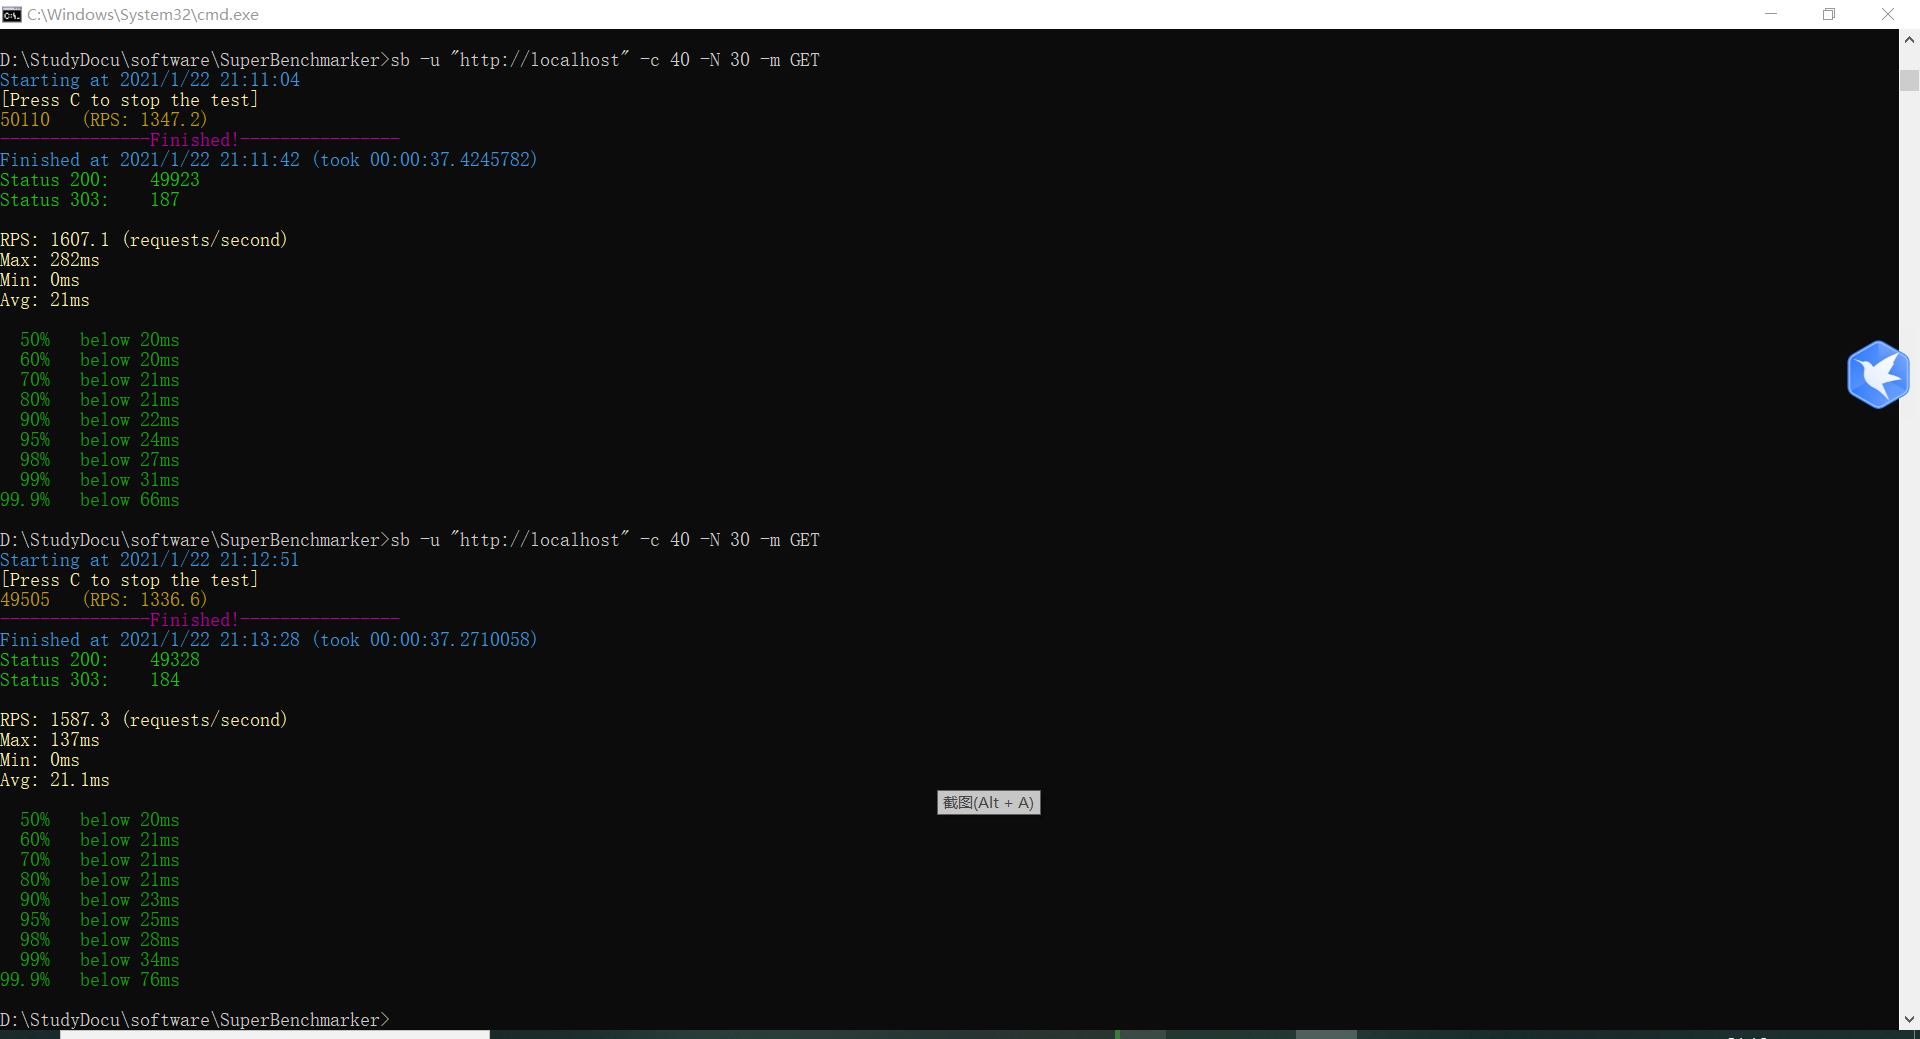 C:\Windows\System32\cmd.exe
D:\StudyDocu\software\SuperBenchmarker>sb -u "http://localhost" -c 40 -N 30 -m GET
Starting at 2021/1/22 21:11:04
[Press C to stop the test]
50110   (RPS: 1347.2)
---------------Finished!----------------
Finished at 2021/1/22 21:11:42 (took 00:00:37.4245782)
Status 200:    49923
Status 303:    187
RPS: 1607.1 (requests/second)
Max: 282ms
Min: 0ms
Avg: 21ms
50%   below 20ms
60%   below 20ms
70%   below 21ms
80%   below 21ms
90%   below 22ms
95%   below 24ms
98%   below 27ms
99%   below 31ms
99.9%   below 66ms
D:\StudyDocu\software\SuperBenchmarker>sb -u "http://localhost" -c 40 -N 30 -m GET
Starting at 2021/1/22 21:12:51
[Press C to stop the test]
49505   (RPS: 1336.6)
---------------Finished!----------------
Finished at 2021/1/22 21:13:28 (took 00:00:37.2710058)
Status 200:    49328
Status 303:    184
RPS: 1587.3 (requests/second)
Max: 137ms
Min: 0ms
Avg: 21.1ms
截图(Alt + A)
50%   below 20ms
60%   below 21ms
70%   below 21ms
80%   below 21ms
90%   below 23ms
95%   below 25ms
98%   below 28ms
99%   below 34ms
99.9%   below 76ms
D:\StudyDocu\software\SuperBenchmarker>